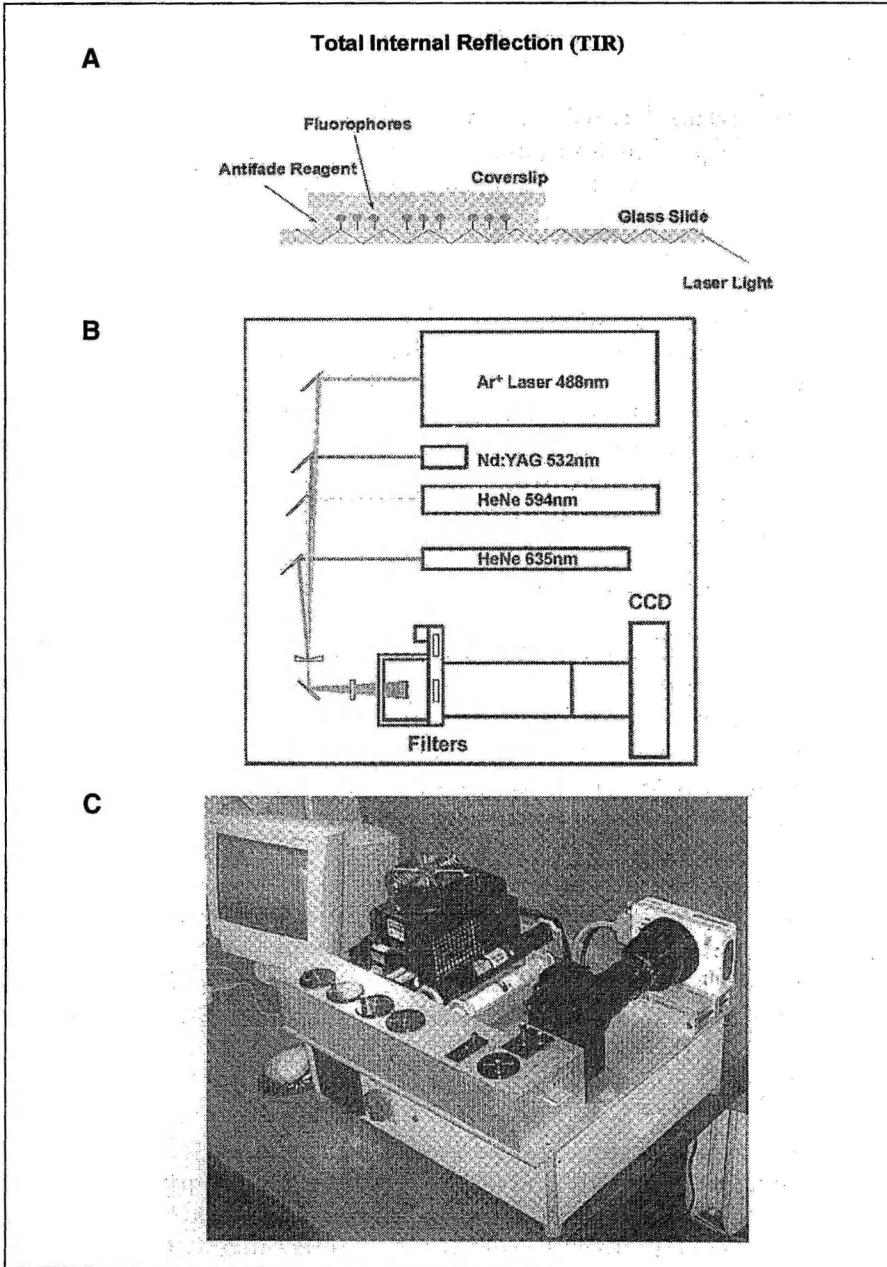 A
Total Internal Reflection (TIR)
Fluorophores
Antifade Reagent
Coverslip
Glass Slide
Laser Light
B
Ar+ Laser 488nm
Nd:YAG 532nm
HeNe 594nm
HeNe 635nm
CCD
Filters
C